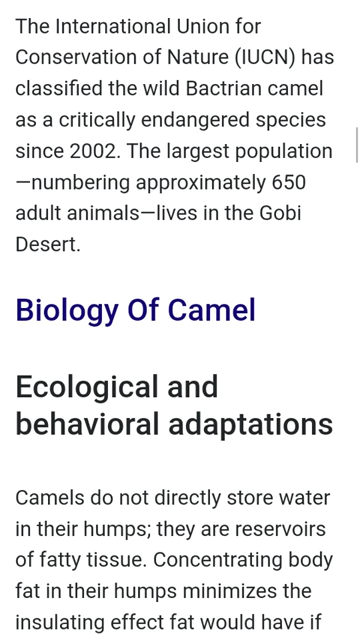 The International Union for
Conservation of Nature (IUCN) has
classified the wild Bactrian camel
as a critically endangered species
since 2002. The largest population
—numbering approximately 650
adult animals—lives in the Gobi
Desert.
Biology Of Camel
Ecological and
behavioral adaptations
Camels do not directly store water
in their humps; they are reservoirs
of fatty tissue. Concentrating body
fat in their humps minimizes the
insulating effect fat would have if